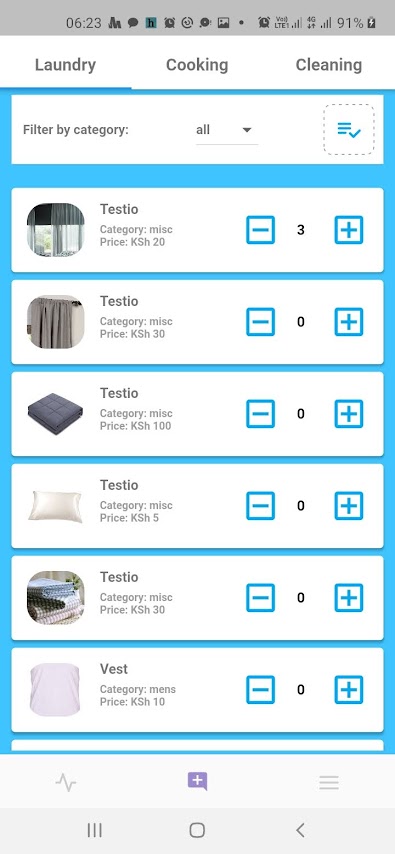 06:23 91%
Laundry Cooking Cleaning
Filter by category: all
Testio
Category: misc
Price: KSh 20
3
Testio
Category: misc
Price: KSh 30
0
Testio
Category: misc
Price: KSh 100
0
Testio
Category: misc
Price: KSh 5
0
Testio
Category: misc
Price: KSh 30
0
Vest
Category: mens
Price: KSh 10
0